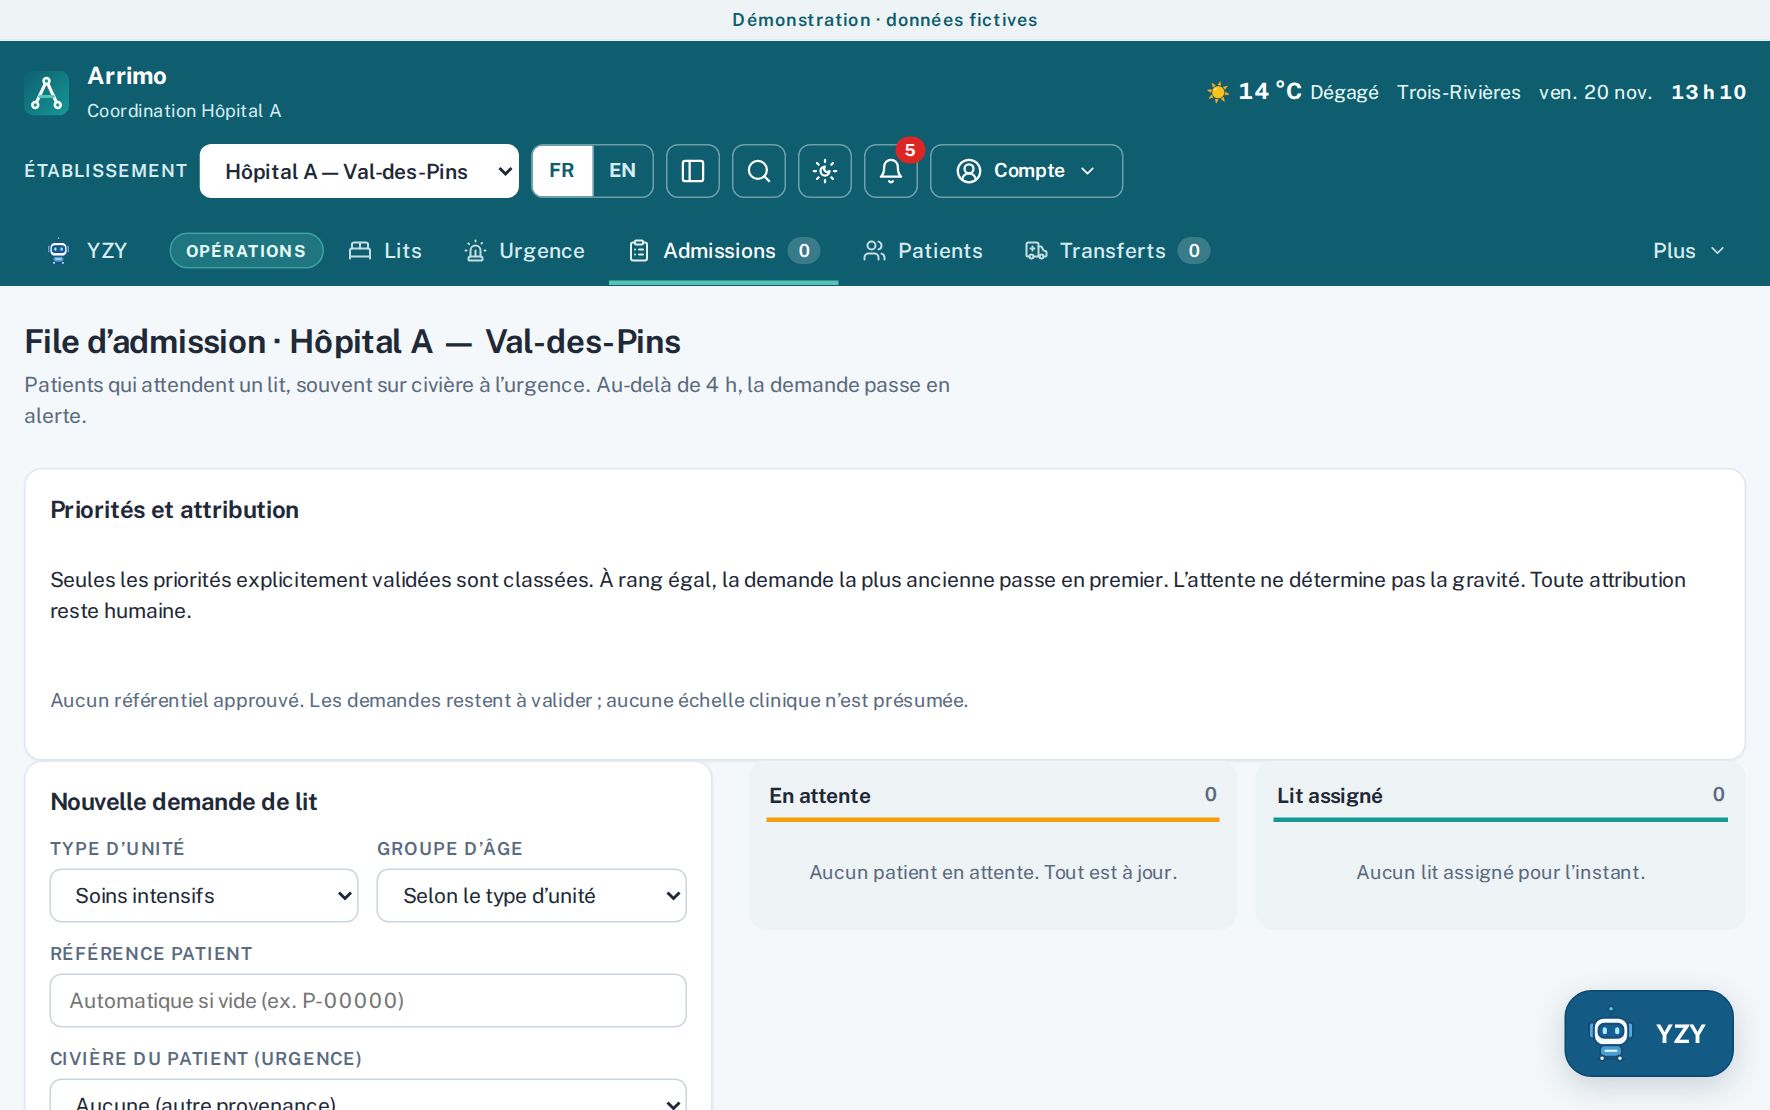 Démonstration · données fictives
Arrimo
Coordination Hôpital A
14 °C Dégagé Trois-Rivières ven. 20 nov. 13 h 10
ÉTABLISSEMENT Hôpital A — Val-des-Pins FR EN 5 Compte
YZY OPÉRATIONS Lits Urgence Admissions 0 Patients Transferts 0 Plus
File d’admission · Hôpital A — Val-des-Pins
Patients qui attendent un lit, souvent sur civière à l’urgence. Au-delà de 4 h, la demande passe en
alerte.
Priorités et attribution
Seules les priorités explicitement validées sont classées. À rang égal, la demande la plus ancienne passe en premier. L’attente ne détermine pas la gravité. Toute attribution
reste humaine.
Aucun référentiel approuvé. Les demandes restent à valider ; aucune échelle clinique n’est présumée.
Nouvelle demande de lit
TYPE D’UNITÉ GROUPE D’ÂGE
Soins intensifs Selon le type d’unité
RÉFÉRENCE PATIENT
Automatique si vide (ex. P-00000)
CIVIÈRE DU PATIENT (URGENCE)
Aucune (autre provenance)
En attente 0
Aucun patient en attente. Tout est à jour.
Lit assigné 0
Aucun lit assigné pour l’instant.
YZY